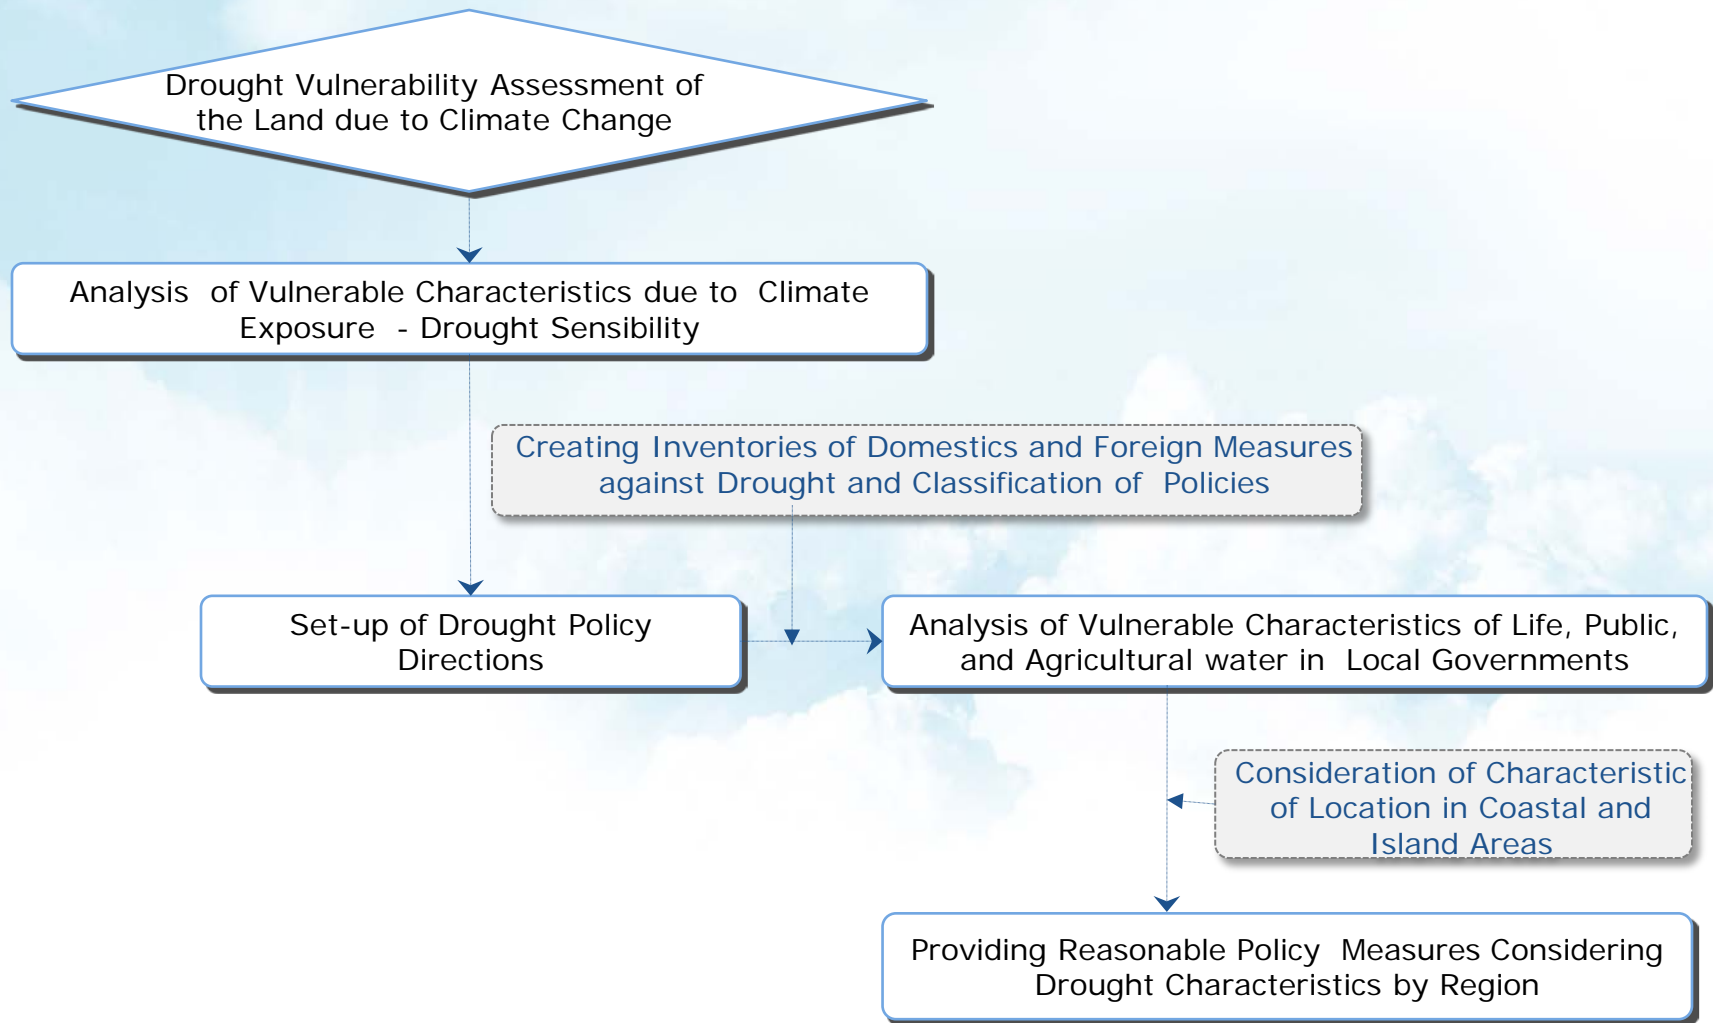 Drought Vulnerability Assessment of
the Land due to Climate Change
Analysis of Vulnerable Characteristics due to Climate
Exposure - Drought Sensibility
Creating Inventories of Domestics and Foreign Measures
against Drought and Classification of Policies
Set-up of Drought Policy
Directions
Analysis of Vulnerable Characteristics of Life, Public,
and Agricultural water in Local Governments
Consideration of Characteristic
of Location in Coastal and
Island Areas
Providing Reasonable Policy Measures Considering
Drought Characteristics by Region